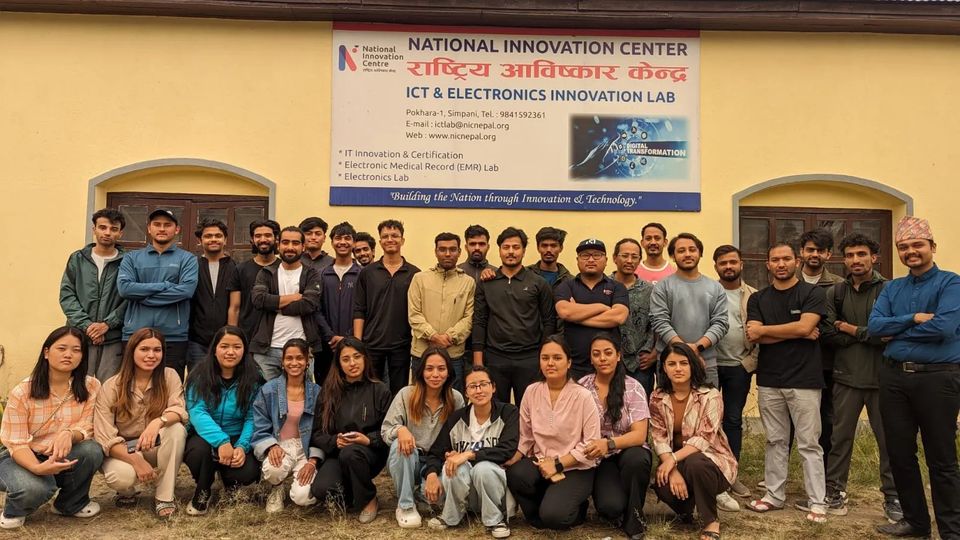 National
Innovation
Centre
NATIONAL INNOVATION CENTER
राष्ट्रिय आविष्कार केन्द्र
ICT & ELECTRONICS INNOVATION LAB
Pokhara-1, Simpani, Tel. : 9841592361
E-mail : ictlab@nicnepal.org
Web : www.nicnepal.org
* IT Innovation & Certification
* Electronic Medical Record (EMR) Lab
* Electronics Lab
DIGITAL
TRANSFORMATION
"Building the Nation through Innovation & Technology."